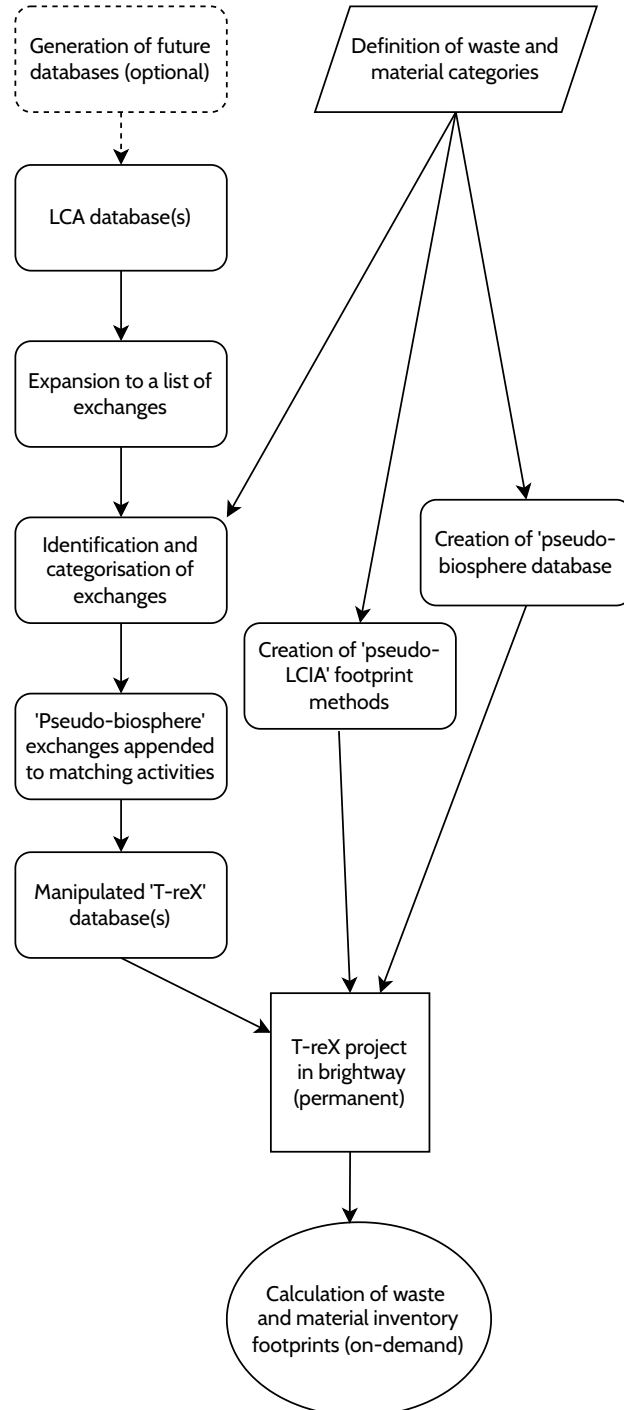 Generation of future
databases (optional)
Definition of waste and
material categories
LCA database(s)
Expansion to a list of
exchanges
Identification and
categorisation of
exchanges
Creation of 'pseudo-
biosphere database
Creation of 'pseudo-
LCIA' footprint
methods
'Pseudo-biosphere'
exchanges appended
to matching activities
Manipulated 'T-reX'
database(s)
T-reX project
in brightway
(permanent)
Calculation of waste
and material inventory
footprints (on-demand)